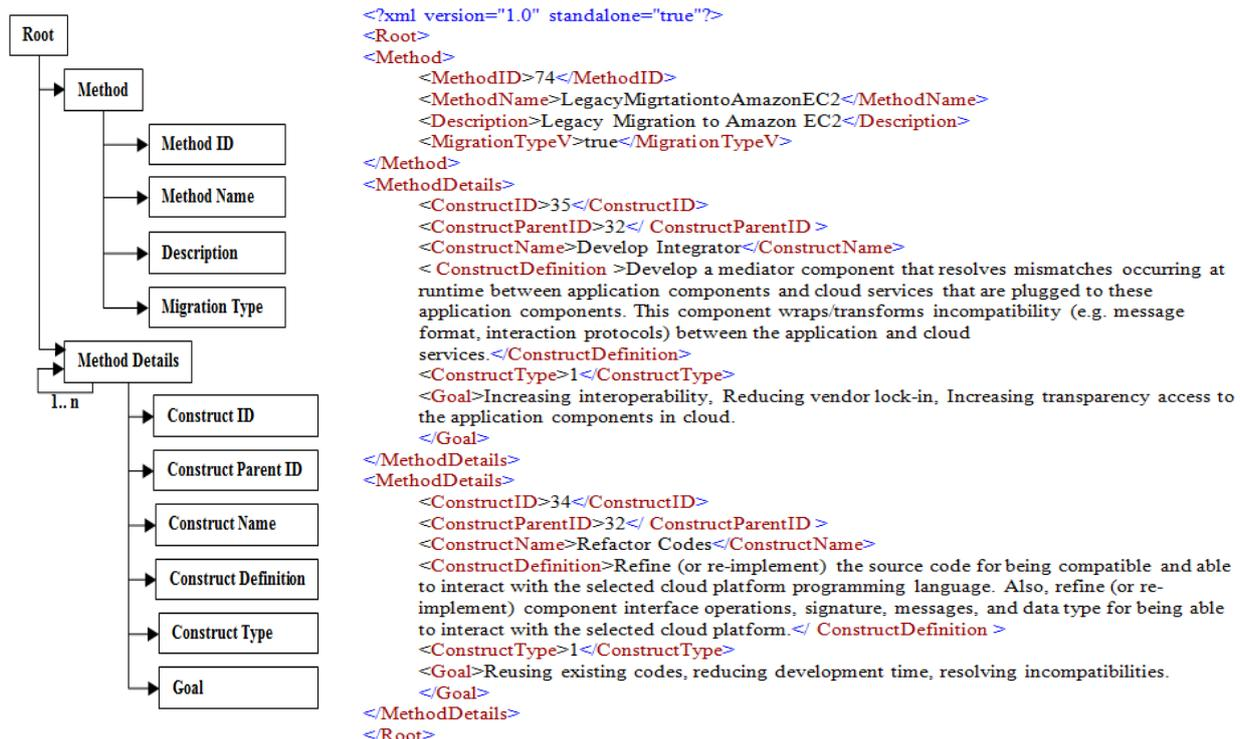 Root
Method
Method ID
Method Name
Description
Migration Type
Method Details
1.. n
Construct ID
Construct Parent ID
Construct Name
Construct Definition
Construct Type
Goal
<?xml version="1.0" standalone="true"?>
<Root>
<Method>
<MethodID>74</MethodID>
<MethodName>LegacyMigrtationtoAmazonEC2</MethodName>
<Description>Legacy Migration to Amazon EC2</Description>
<MigrationTypeV>true</MigrationTypeV>
</Method>
<MethodDetails>
<ConstructID>35</ConstructID>
<ConstructParentID>32</ ConstructParentID >
<ConstructName>Develop Integrator</ConstructName>
< ConstructDefinition >Develop a mediator component that resolves mismatches occurring at
runtime between application components and cloud services that are plugged to these
application components. This component wraps/transforms incompatibility (e.g. message
format, interaction protocols) between the application and cloud
services.</ConstructDefinition>
<ConstructType>1</ConstructType>
<Goal>Increasing interoperability, Reducing vendor lock-in, Increasing transparency access to
the application components in cloud.
</Goal>
</MethodDetails>
<MethodDetails>
<ConstructID>34</ConstructID>
<ConstructParentID>32</ ConstructParentID >
<ConstructName>Refactor Codes</ConstructName>
<ConstructDefinition>Refine (or re-implement) the source code for being compatible and able
to interact with the selected cloud platform programming language. Also, refine (or re-
implement) component interface operations, signature, messages, and data type for being able
to interact with the selected cloud platform.</ ConstructDefinition >
<ConstructType>1</ConstructType>
<Goal>Reusing existing codes, reducing development time, resolving incompatibilities.
</Goal>
</MethodDetails>
</Root>